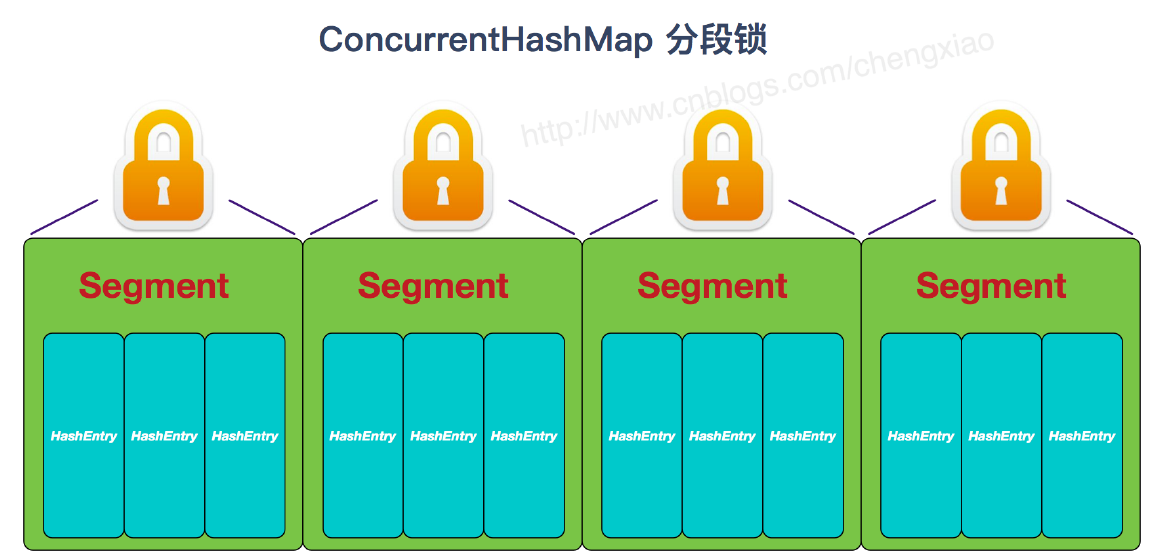 ConcurrentHashMap 分段锁
http://www.cnblogs.com/chengxiao
Segment Segment Segment Segment
HashEntry HashEntry HashEntry HashEntry HashEntry HashEntry HashEntry HashEntry HashEntry HashEntry HashEntry HashEntry